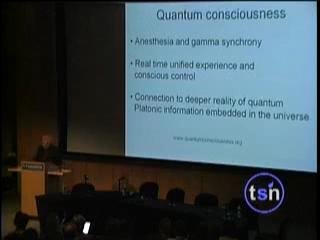 Quantum consciousness
• Anesthesia and gamma synchrony
• Real time unified experience and
conscious control
• Connection to deeper reality of quantum
Platonic information embedded in the universe
www.quantumconsciousness.org
tsn